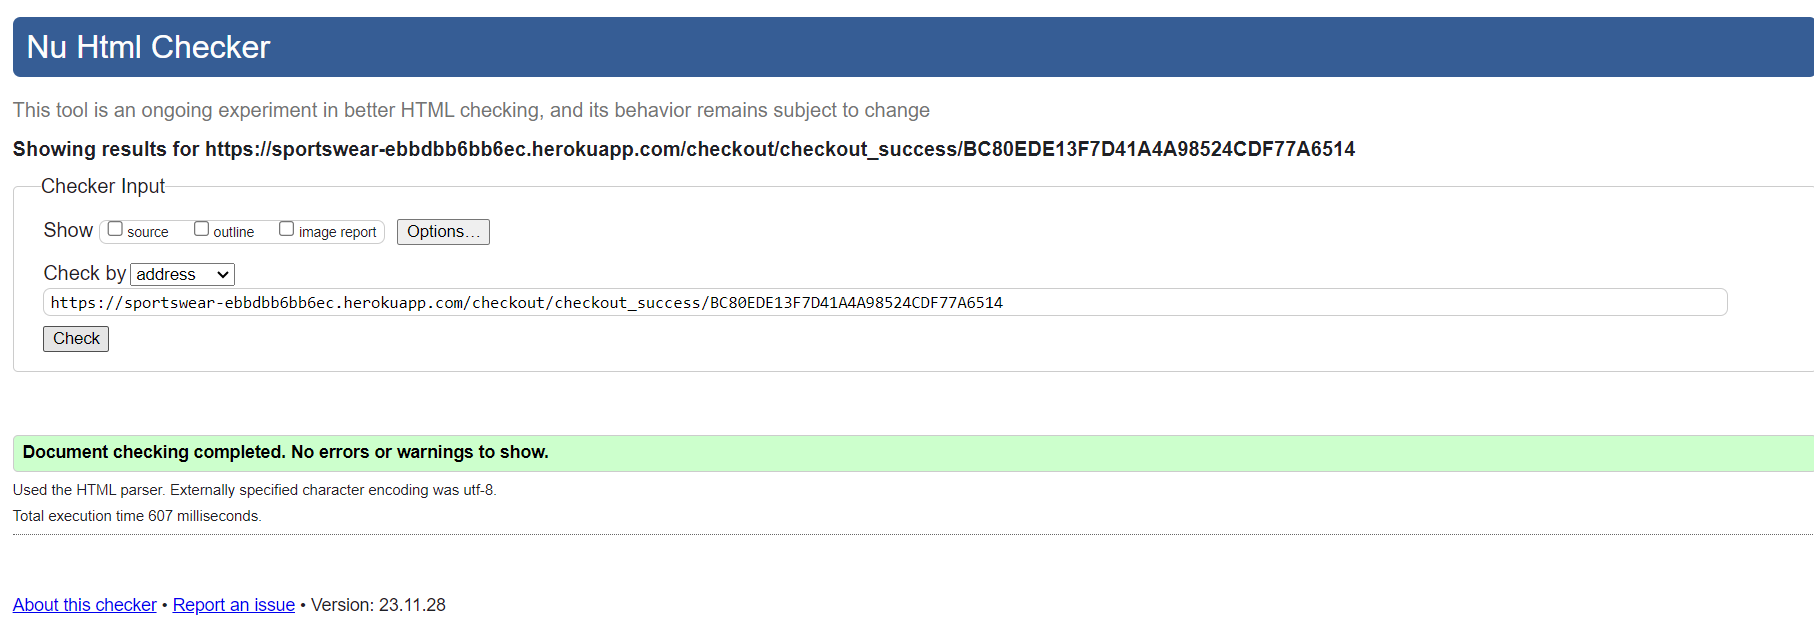 Nu Html Checker
This tool is an ongoing experiment in better HTML checking, and its behavior remains subject to change
Showing results for https://sportswear-ebbdbb6bb6ec.herokuapp.com/checkout/checkout_success/BC80EDE13F7D41A4A98524CDF77A6514
Checker Input
Show source outline image report Options...
Check by address
https://sportswear-ebbdbb6bb6ec.herokuapp.com/checkout/checkout_success/BC80EDE13F7D41A4A98524CDF77A6514
Check
Document checking completed. No errors or warnings to show.
Used the HTML parser. Externally specified character encoding was utf-8.
Total execution time 607 milliseconds.
About this checker • Report an issue • Version: 23.11.28